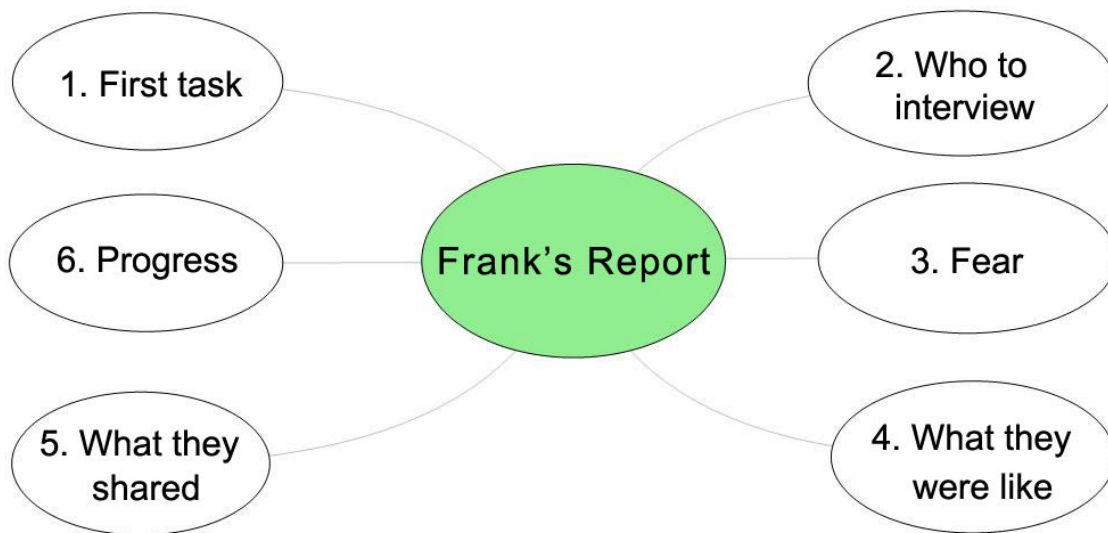 1. First task
2. Who to
interview
Frank's Report
6. Progress
3. Fear
5. What they
shared
4. What they
were like